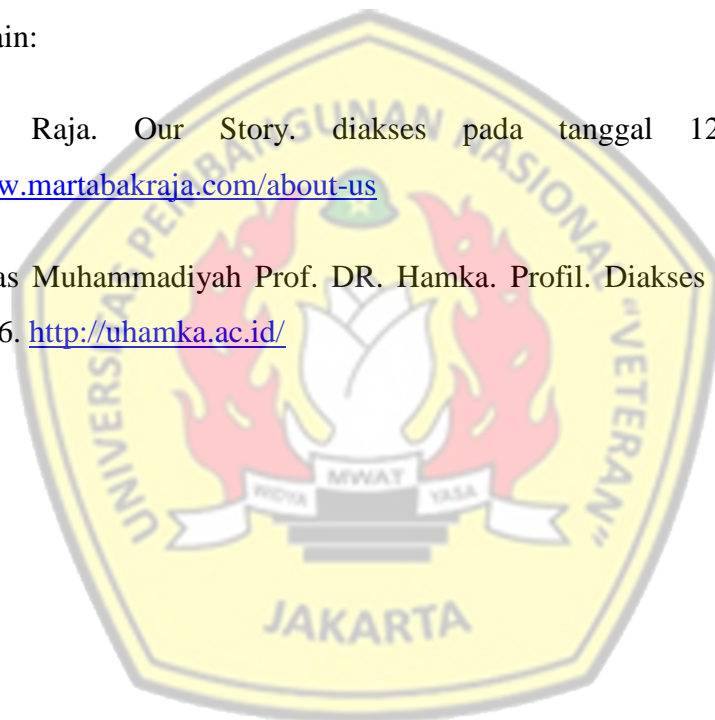 ain:
Raja. Our Story. diakses pada tanggal 12
w.martabakraja.com/about-us
as Muhammadiyah Prof. DR. Hamka. Profil. Diakses
6. http://uhamka.ac.id/
UNIVERSITAS PEMBANGUNAN NASIONAL "VETERAN"
WIDYA MWAT YASA
JAKARTA